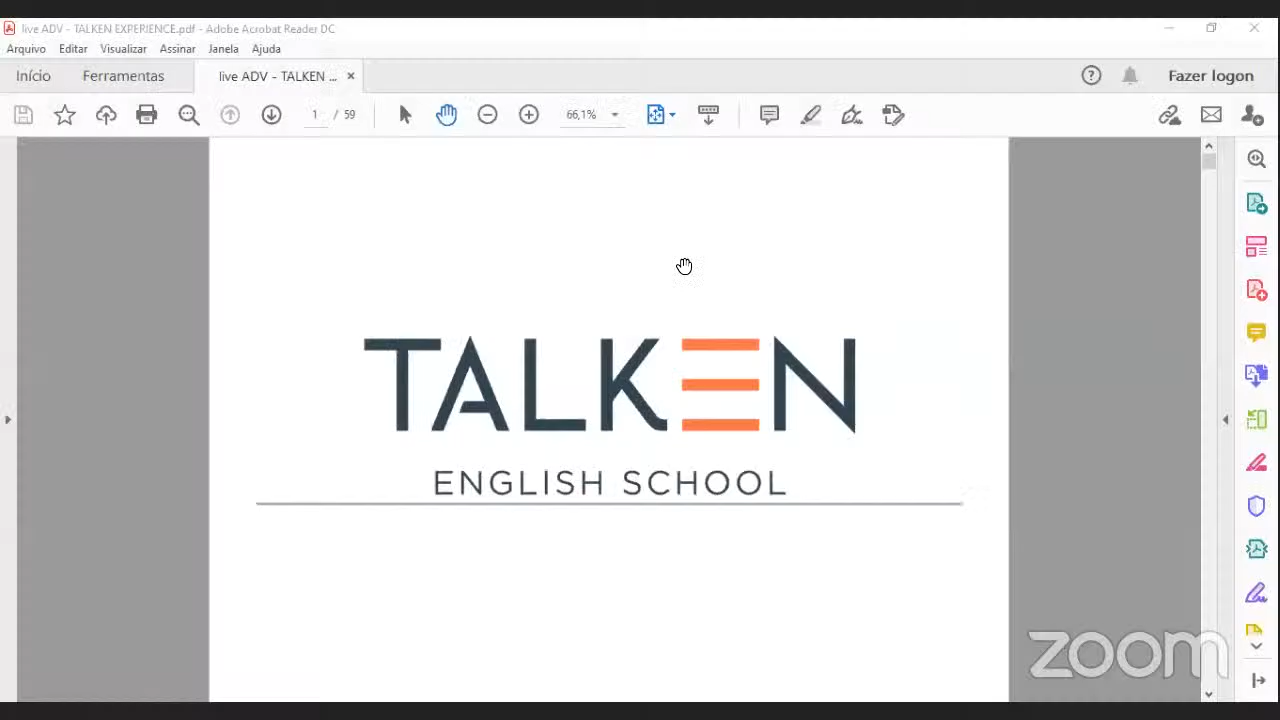 live ADV - TALKEN EXPERIENCE.pdf - Adobe Acrobat Reader DC
Arquivo Editar Visualizar Assinar Janela Ajuda
Início Ferramentas live ADV - TALKEN ... × Fazer logon
1 / 59 66,1%
TALKEN
ENGLISH SCHOOL
zoom